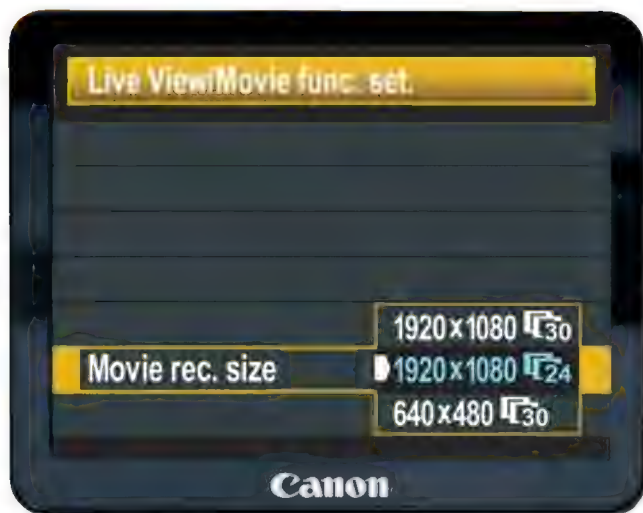 Live View/Movie func. set.
1920x1080 30
Movie rec. size 1920x1080 24
640x480 30
Canon